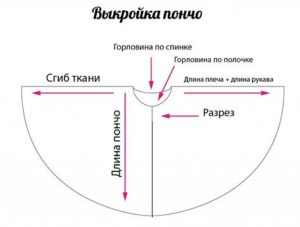 Выкройка пончо
Горловина по спинке
Горловина по полочке
Сгиб ткани
Длина плеча + длина рукава
Длина пончо
Разрез